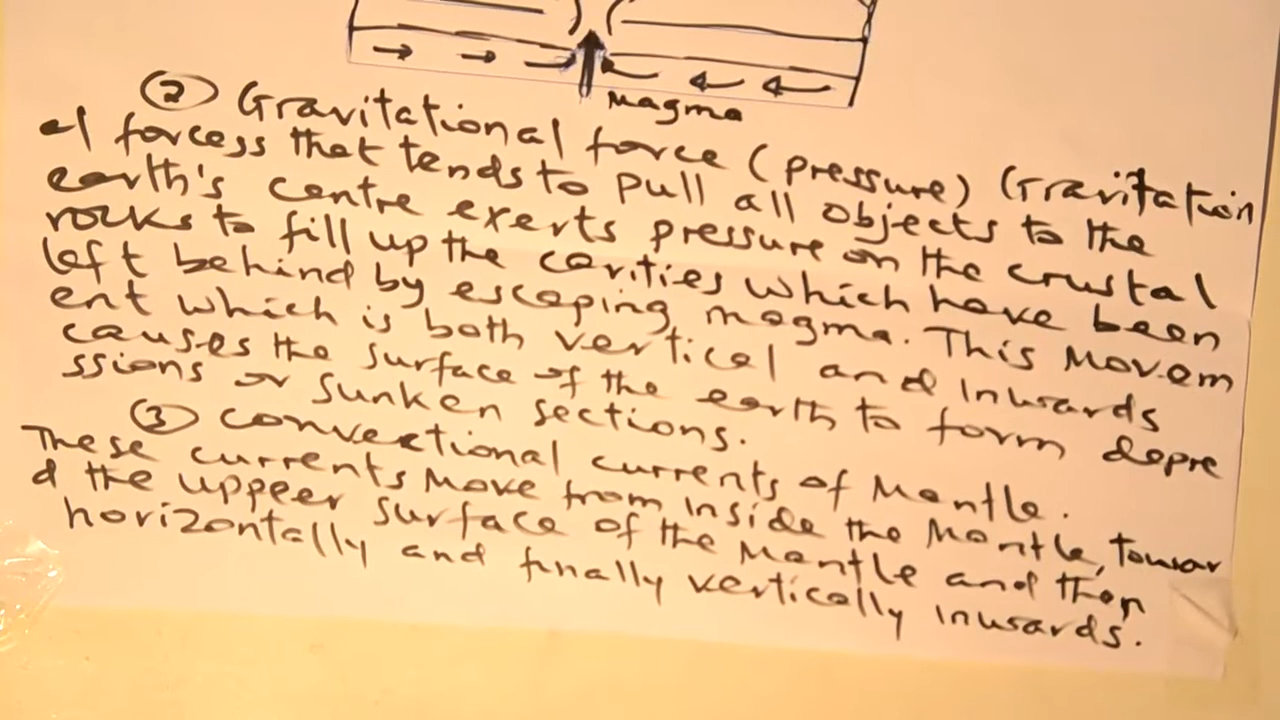 Magma
② Gravitational force (pressure) Gravitation
al forcess that tends to pull all objects to the
earth's centre exerts pressure on the crustal
rocks to fill up the cavities which have been
left behind by escaping magma. This Movem
ent which is both vertical and Inwards
causes the surface of the earth to form depre
ssions or sunken sections.
③ Convectional currents of Mantle.
These currents Move from Inside the Mantle, towar
d the uppeer surface of the Mantle and then
horizontally and finally vertically inwards.